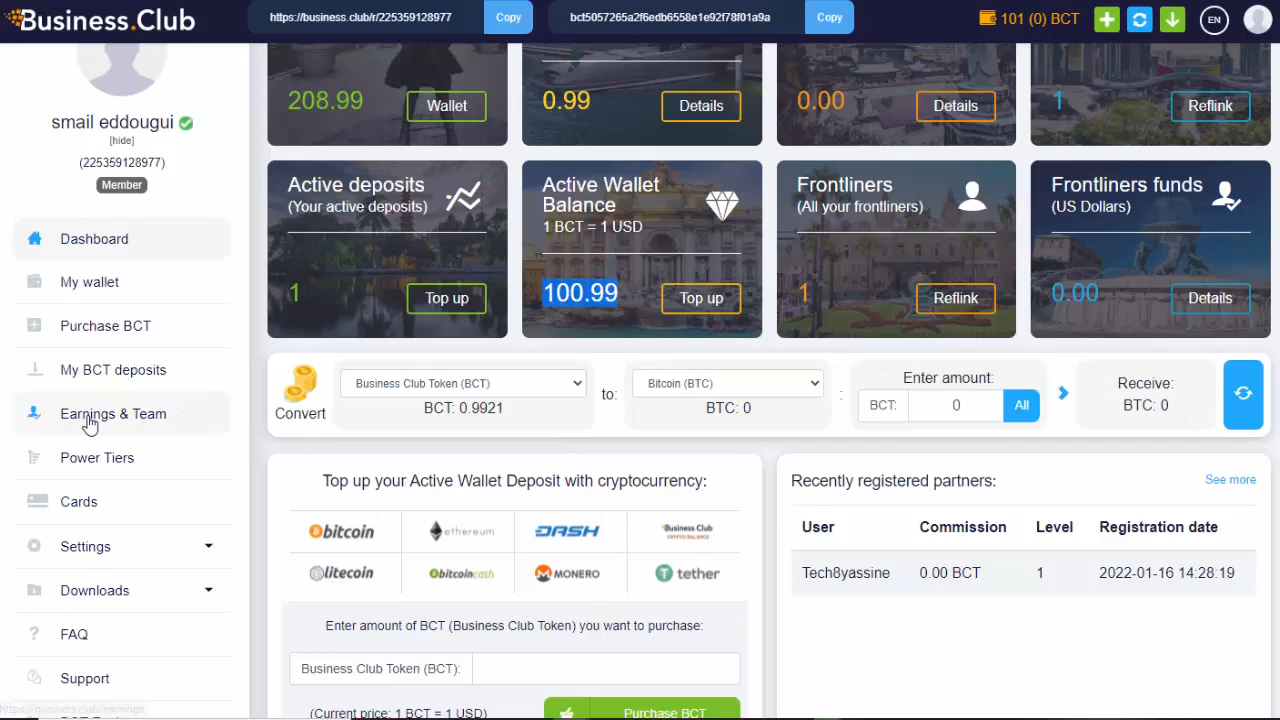 Business.Club
https://Business.club/r/225359128977 Copy
bct5057265a2f6edb6558e1e92f78f01a9a Copy
101 (0) BCT
EN
smail eddougui
[hide]
(225359128977)
Member
Dashboard
My wallet
Purchase BCT
My BCT deposits
Earnings & Team
Power Tiers
Cards
Settings
Downloads
FAQ
Support
https://business.club/earnings
208.99 Wallet
0.99 Details
0.00 Details
1 Reflink
Active deposits
(Your active deposits)
1 Top up
Active Wallet
Balance
1 BCT = 1 USD
100.99 Top up
Frontliners
(All your frontliners)
1 Reflink
Frontliners funds
(US Dollars)
0.00 Details
Convert
Business Club Token (BCT)
BCT: 0.9921
to:
Bitcoin (BTC)
BTC: 0
:
Enter amount:
BCT: 0 All
Receive:
BTC: 0
Top up your Active Wallet Deposit with cryptocurrency:
bitcoin ethereum DASH Business.Club
CRYPTO BALANCE
litecoin bitcoincash MONERO tether
Enter amount of BCT (Business Club Token) you want to purchase:
Business Club Token (BCT):
(Current price: 1 BCT = 1 USD) Purchase BCT
Recently registered partners: See more
User Commission Level Registration date
Tech8yassine 0.00 BCT 1 2022-01-16 14:28:19